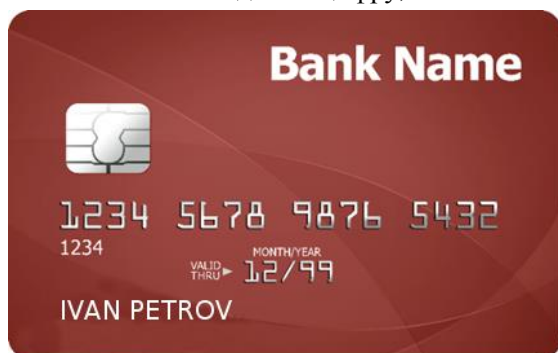 Bank Name
1234 5678 9876 5432
1234
MONTH/YEAR
VALID
THRU
12/99
IVAN PETROV